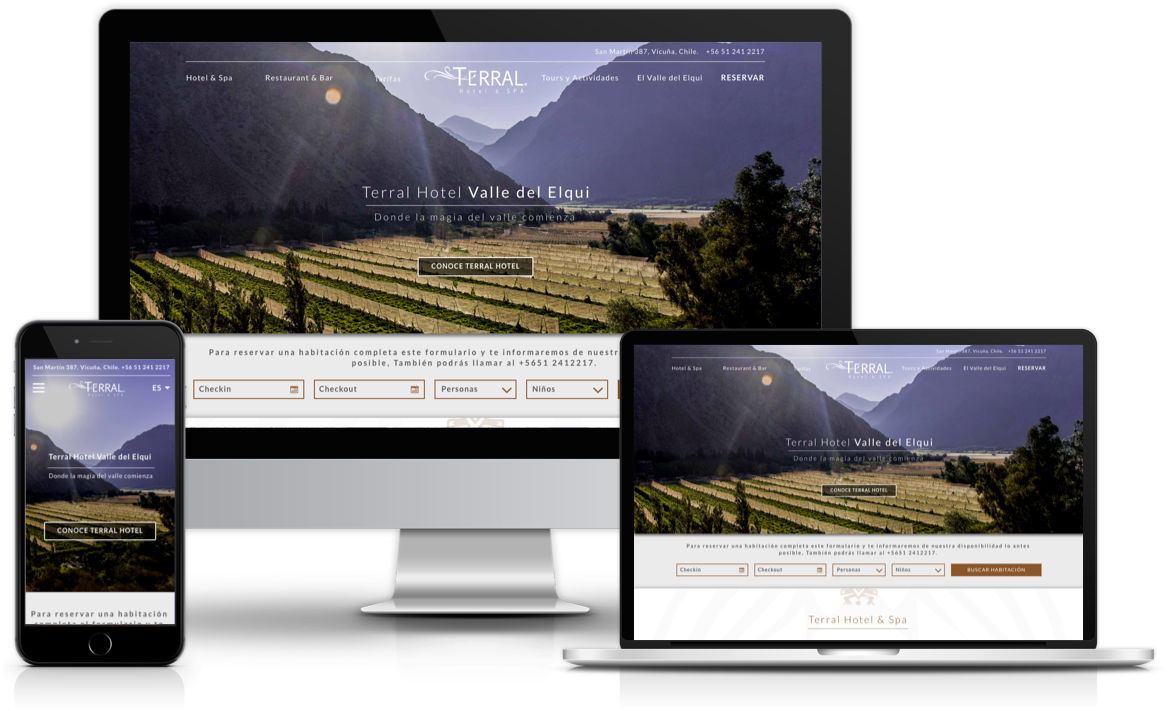 San Martín 387, Vicuña, Chile. +56 51 241 2217
Hotel & Spa Restaurant & Bar Tarifas TERRAL. Tours y Actividades El Valle del Elqui RESERVAR
Hotel & SPA
Terral Hotel Valle del Elqui
Donde la magia del valle comienza
CONOCE TERRAL HOTEL
Para reservar una habitación completa este formulario y te informaremos de nuestr
posible, También podrás llamar al +5651 2412217.
Checkin Checkout Personas Niños
San Martín 387, Vicuña, Chile. +56 51 241 2217
TERRAL. ES
Hotel & SPA
Terral Hotel Valle del Elqui
Donde la magia del valle comienza
CONOCE TERRAL HOTEL
Para reservar una habitación
completa el formulario y te
San Martín 387, Vicuña, Chile. +56 51 241 2217
Hotel & Spa Restaurant & Bar Tarifas TERRAL. Tours y Actividades El Valle del Elqui RESERVAR
Hotel & SPA
Terral Hotel Valle del Elqui
Donde la magia del valle comienza
CONOCE TERRAL HOTEL
Para reservar una habitación completa este formulario y te informaremos de nuestra disponibilidad lo antes
posible, También podrás llamar al +5651 2412217.
Checkin Checkout Personas Niños BUSCAR HABITACIÓN
Terral Hotel & Spa